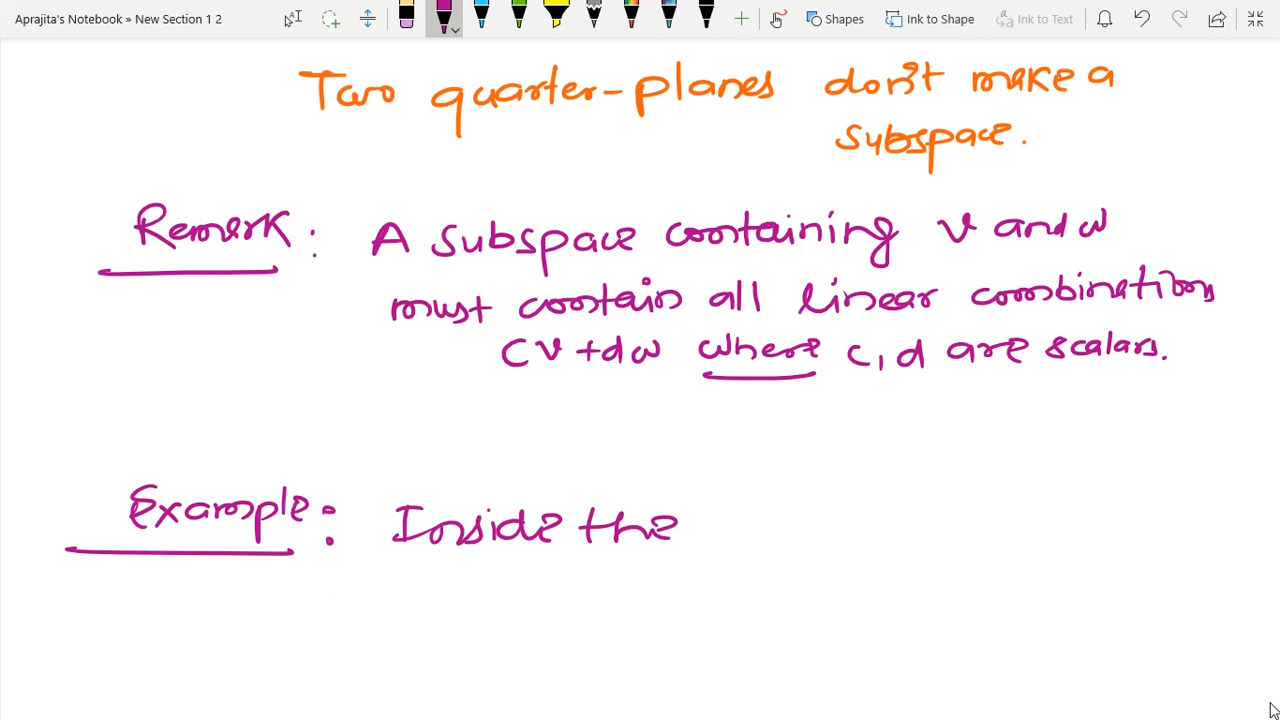 Aprajita's Notebook » New Section 1 2
Shapes
Ink to Shape
Ink to Text
Two quarter-planes don't make a
subspace.
Remark: A subspace containing v and w
must contain all linear combinations
cv + dw where c, d are scalars.
Example: Inside the